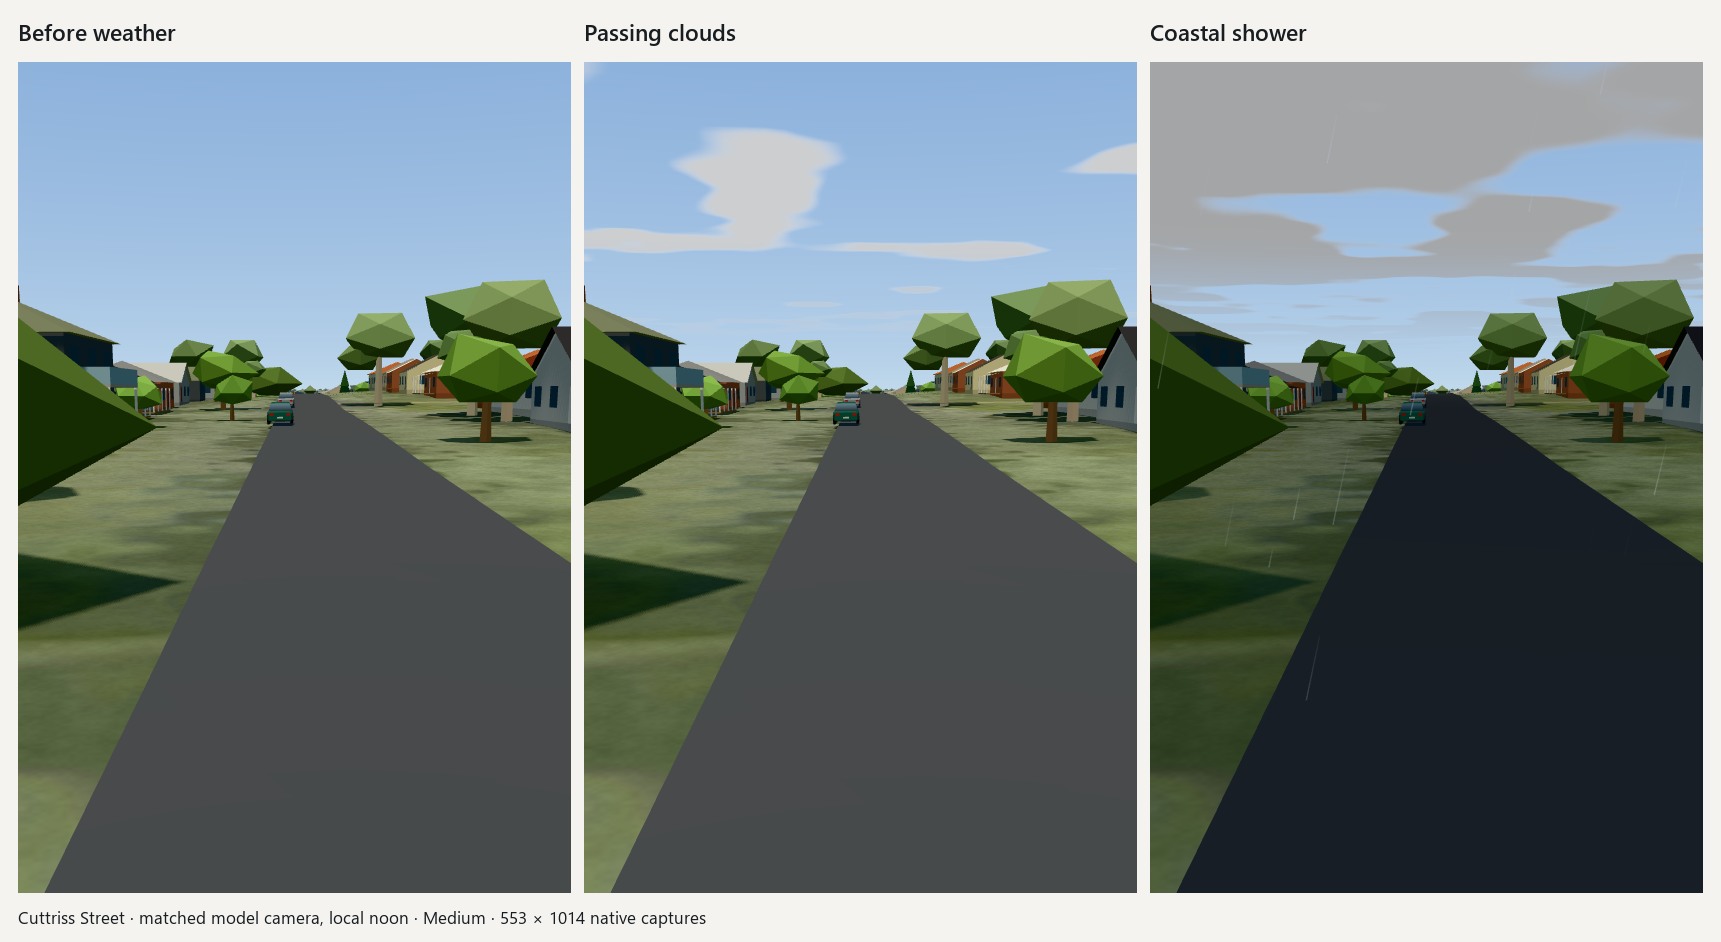 Before weather
Passing clouds
Coastal shower
Cuttriss Street · matched model camera, local noon · Medium · 553 × 1014 native captures